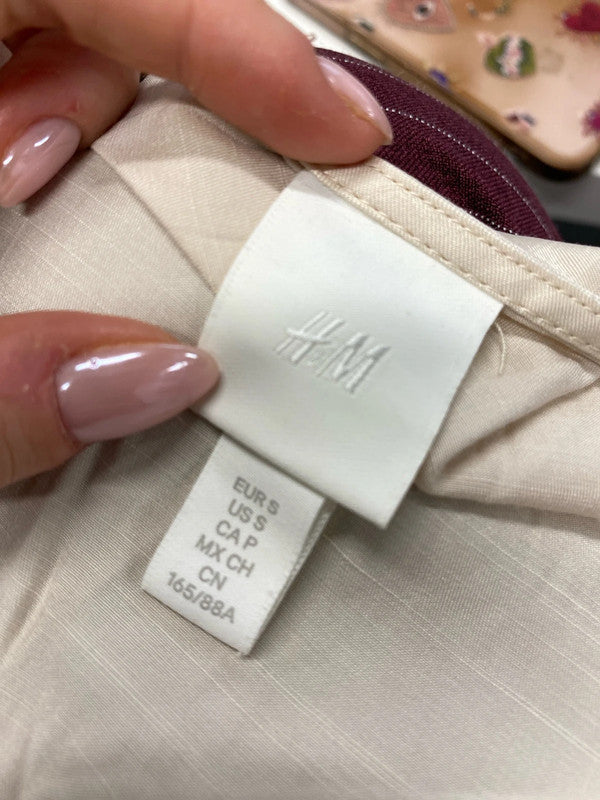 H&M
EUR S
US S
CA P
MX CH
CN
165/88A